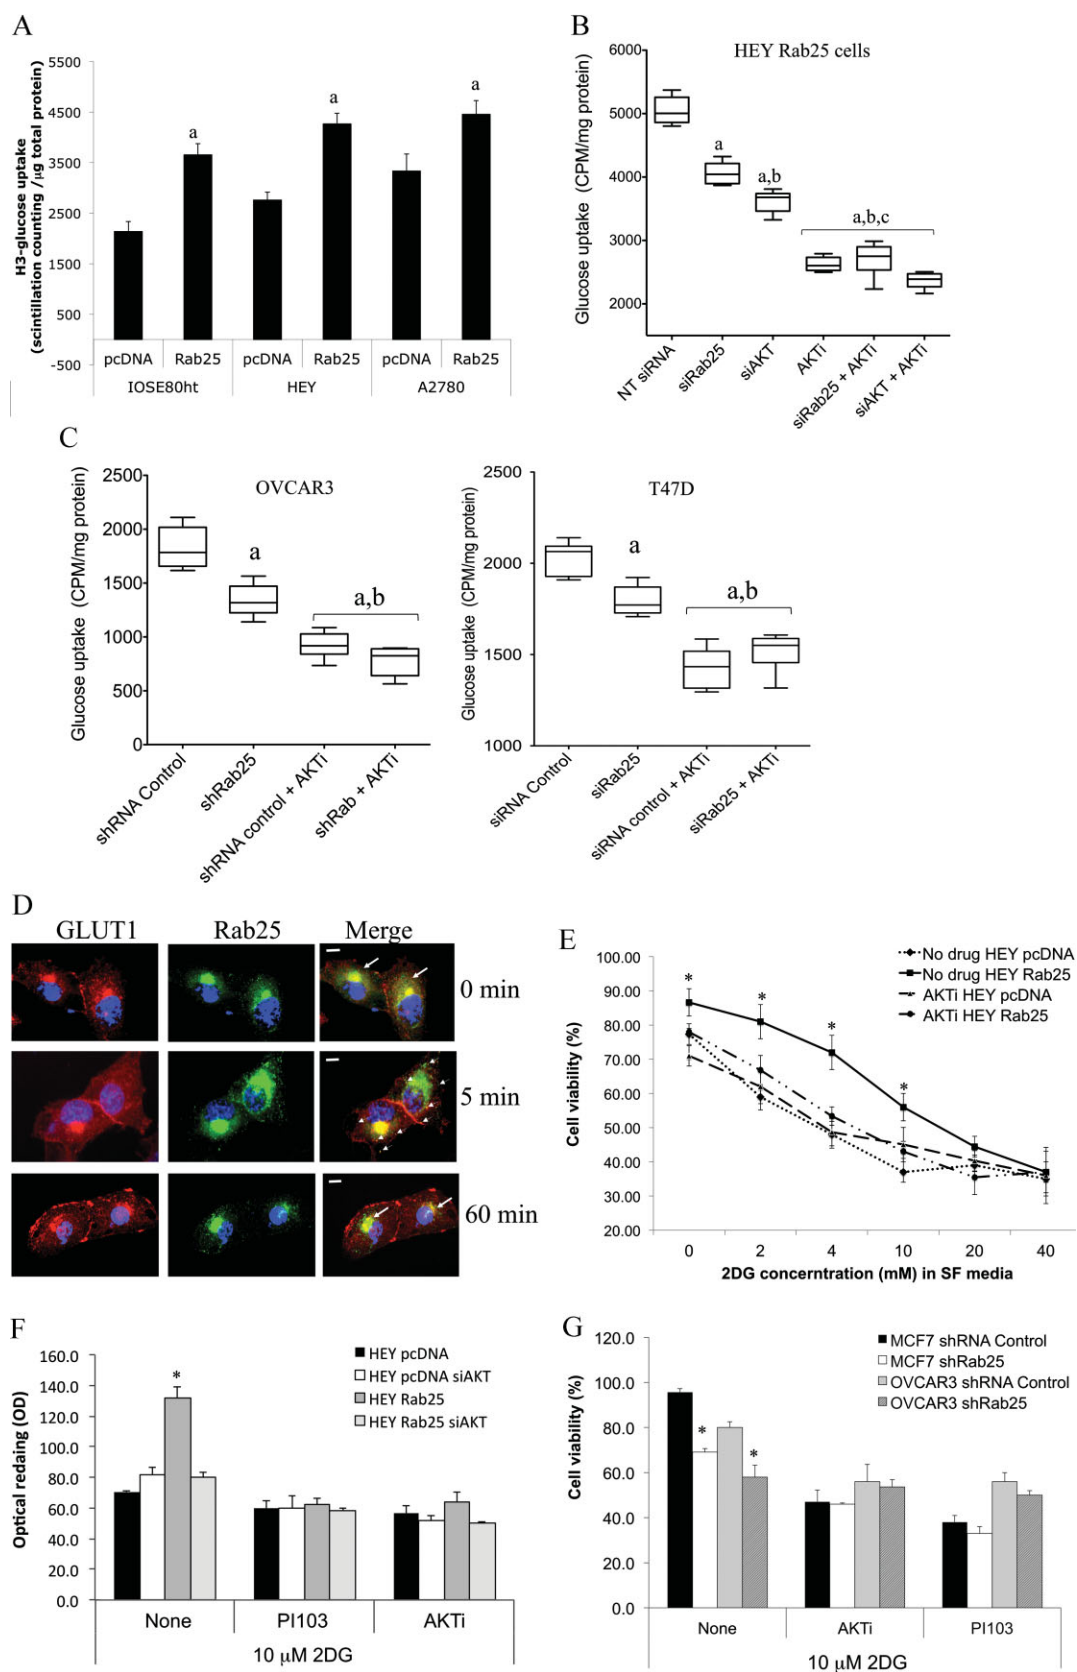 A
H3-glucose uptake
(scintillation counting /µg total protein)
5500
4500
3500
2500
1500
500
-500
a
a
a
pcDNA Rab25 pcDNA Rab25 pcDNA Rab25
IOSE80ht HEY A2780
B
HEY Rab25 cells
Glucose uptake (CPM/mg protein)
6000
5000
4000
3000
2000
a
a,b
a,b,c
NT siRNA
siRab25
siAKT
AKTi
siRab25 + AKTi
siAKT + AKTi
C
OVCAR3
Glucose uptake (CPM/mg protein)
2500
2000
1500
1000
500
0
a
a,b
shRNA Control
shRab25
shRNA control + AKTi
shRab + AKTi
T47D
Glucose uptake (CPM/mg protein)
2500
2000
1500
1000
a
a,b
siRNA Control
siRab25
siRNA control + AKTi
siRab25 + AKTi
D
GLUT1 Rab25 Merge
0 min
5 min
60 min
E
No drug HEY pcDNA
No drug HEY Rab25
AKTi HEY pcDNA
AKTi HEY Rab25
Cell viability (%)
100.00
90.00
80.00
70.00
60.00
50.00
40.00
30.00
20.00
* * * *
0 2 4 10 20 40
2DG concerntration (mM) in SF media
F
HEY pcDNA
HEY pcDNA siAKT
HEY Rab25
HEY Rab25 siAKT
Optical redaing (OD)
160.0
140.0
120.0
100.0
80.0
60.0
40.0
20.0
0.0
*
None PI103 AKTi
10 µM 2DG
G
MCF7 shRNA Control
MCF7 shRab25
OVCAR3 shRNA Control
OVCAR3 shRab25
Cell viability (%)
120.0
100.0
80.0
60.0
40.0
20.0
0.0
* *
None AKTi PI103
10 µM 2DG